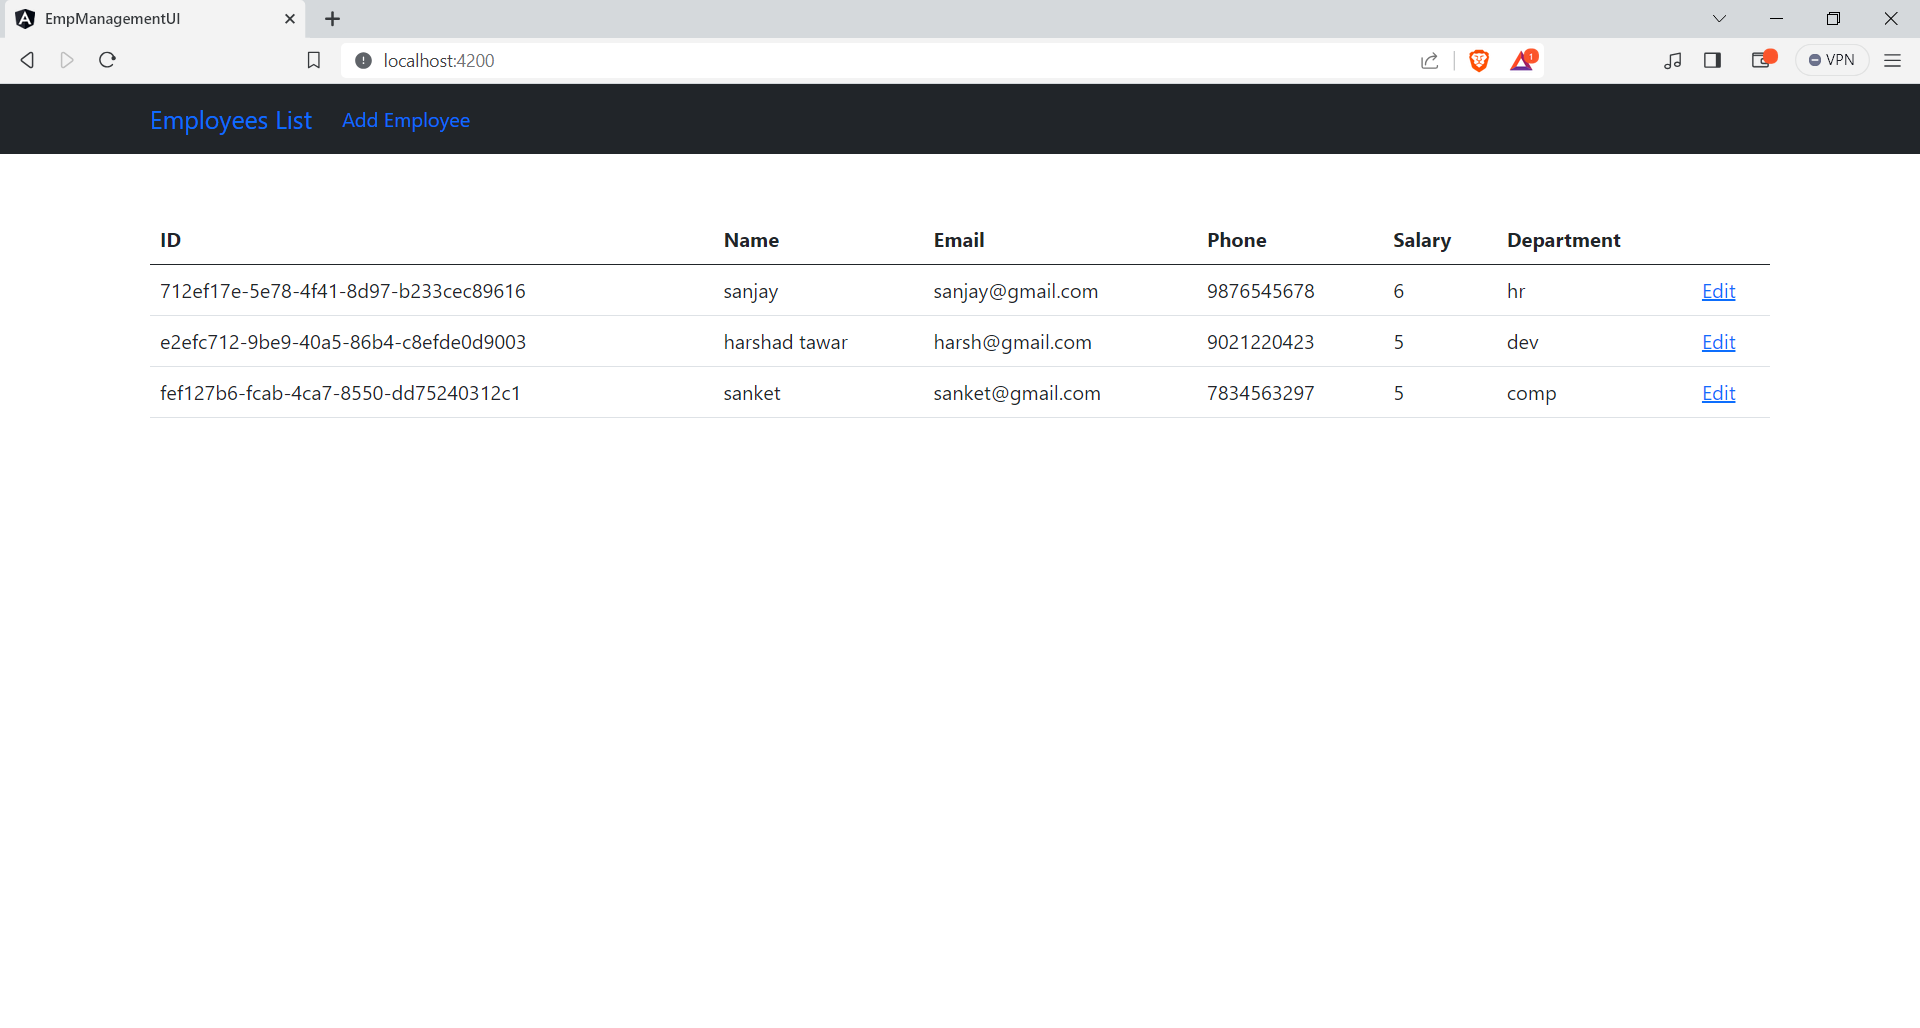 EmpManagementUI
localhost:4200
1
VPN
Employees List Add Employee
ID Name Email Phone Salary Department
712ef17e-5e78-4f41-8d97-b233cec89616 sanjay sanjay@gmail.com 9876545678 6 hr Edit
e2efc712-9be9-40a5-86b4-c8efde0d9003 harshad tawar harsh@gmail.com 9021220423 5 dev Edit
fef127b6-fcab-4ca7-8550-dd75240312c1 sanket sanket@gmail.com 7834563297 5 comp Edit